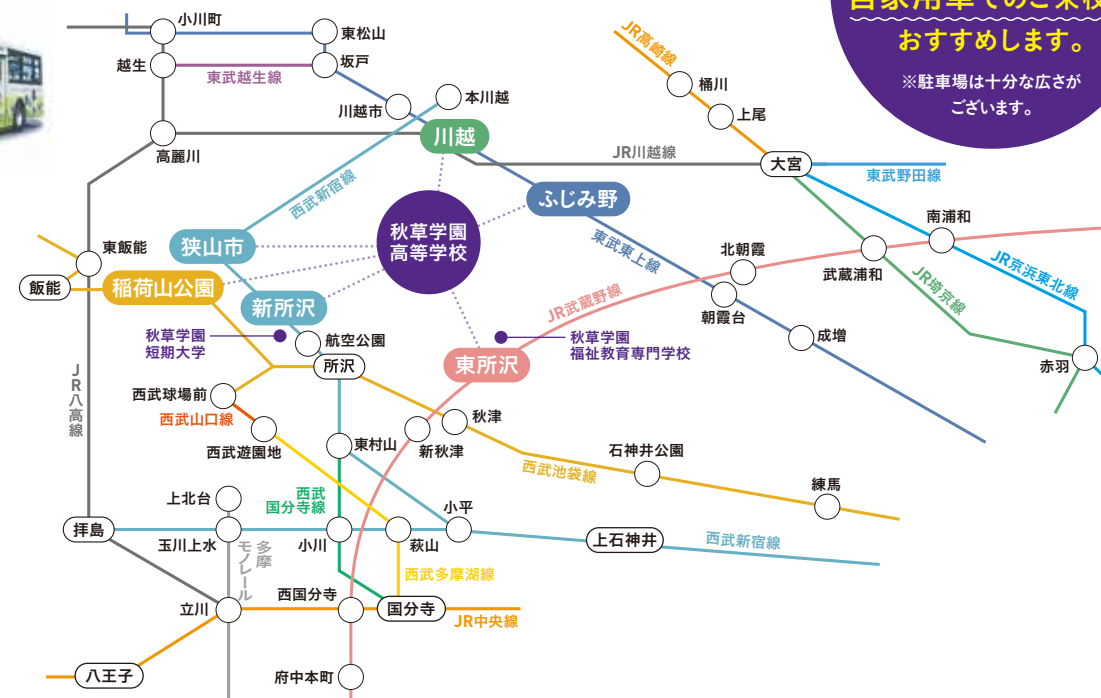 自家用車でのご来校
おすすめします。
※駐車場は十分な広さが
ございます。
小川町
東松山
越生
東武越生線
坂戸
川越市
本川越
高麗川
川越
JR川越線
JR高崎線
桶川
上尾
大宮
東武野田線
西武新宿線
ふじみ野
秋草学園
高等学校
狭山市
東武東上線
北朝霞
南浦和
武蔵浦和
JR京浜東北線
JR埼京線
東飯能
飯能
稲荷山公園
新所沢
JR武蔵野線
朝霞台
成増
赤羽
秋草学園
短期大学
航空公園
所沢
秋草学園
福祉教育専門学校
東所沢
JR八高線
西武球場前
西武山口線
西武遊園地
秋津
新秋津
東村山
西武池袋線
石神井公園
練馬
上北台
西武
国分寺線
小平
拝島
玉川上水
小川
萩山
上石神井
西武新宿線
多摩
モノレール
西武多摩湖線
立川
西国分寺
国分寺
JR中央線
八王子
府中本町